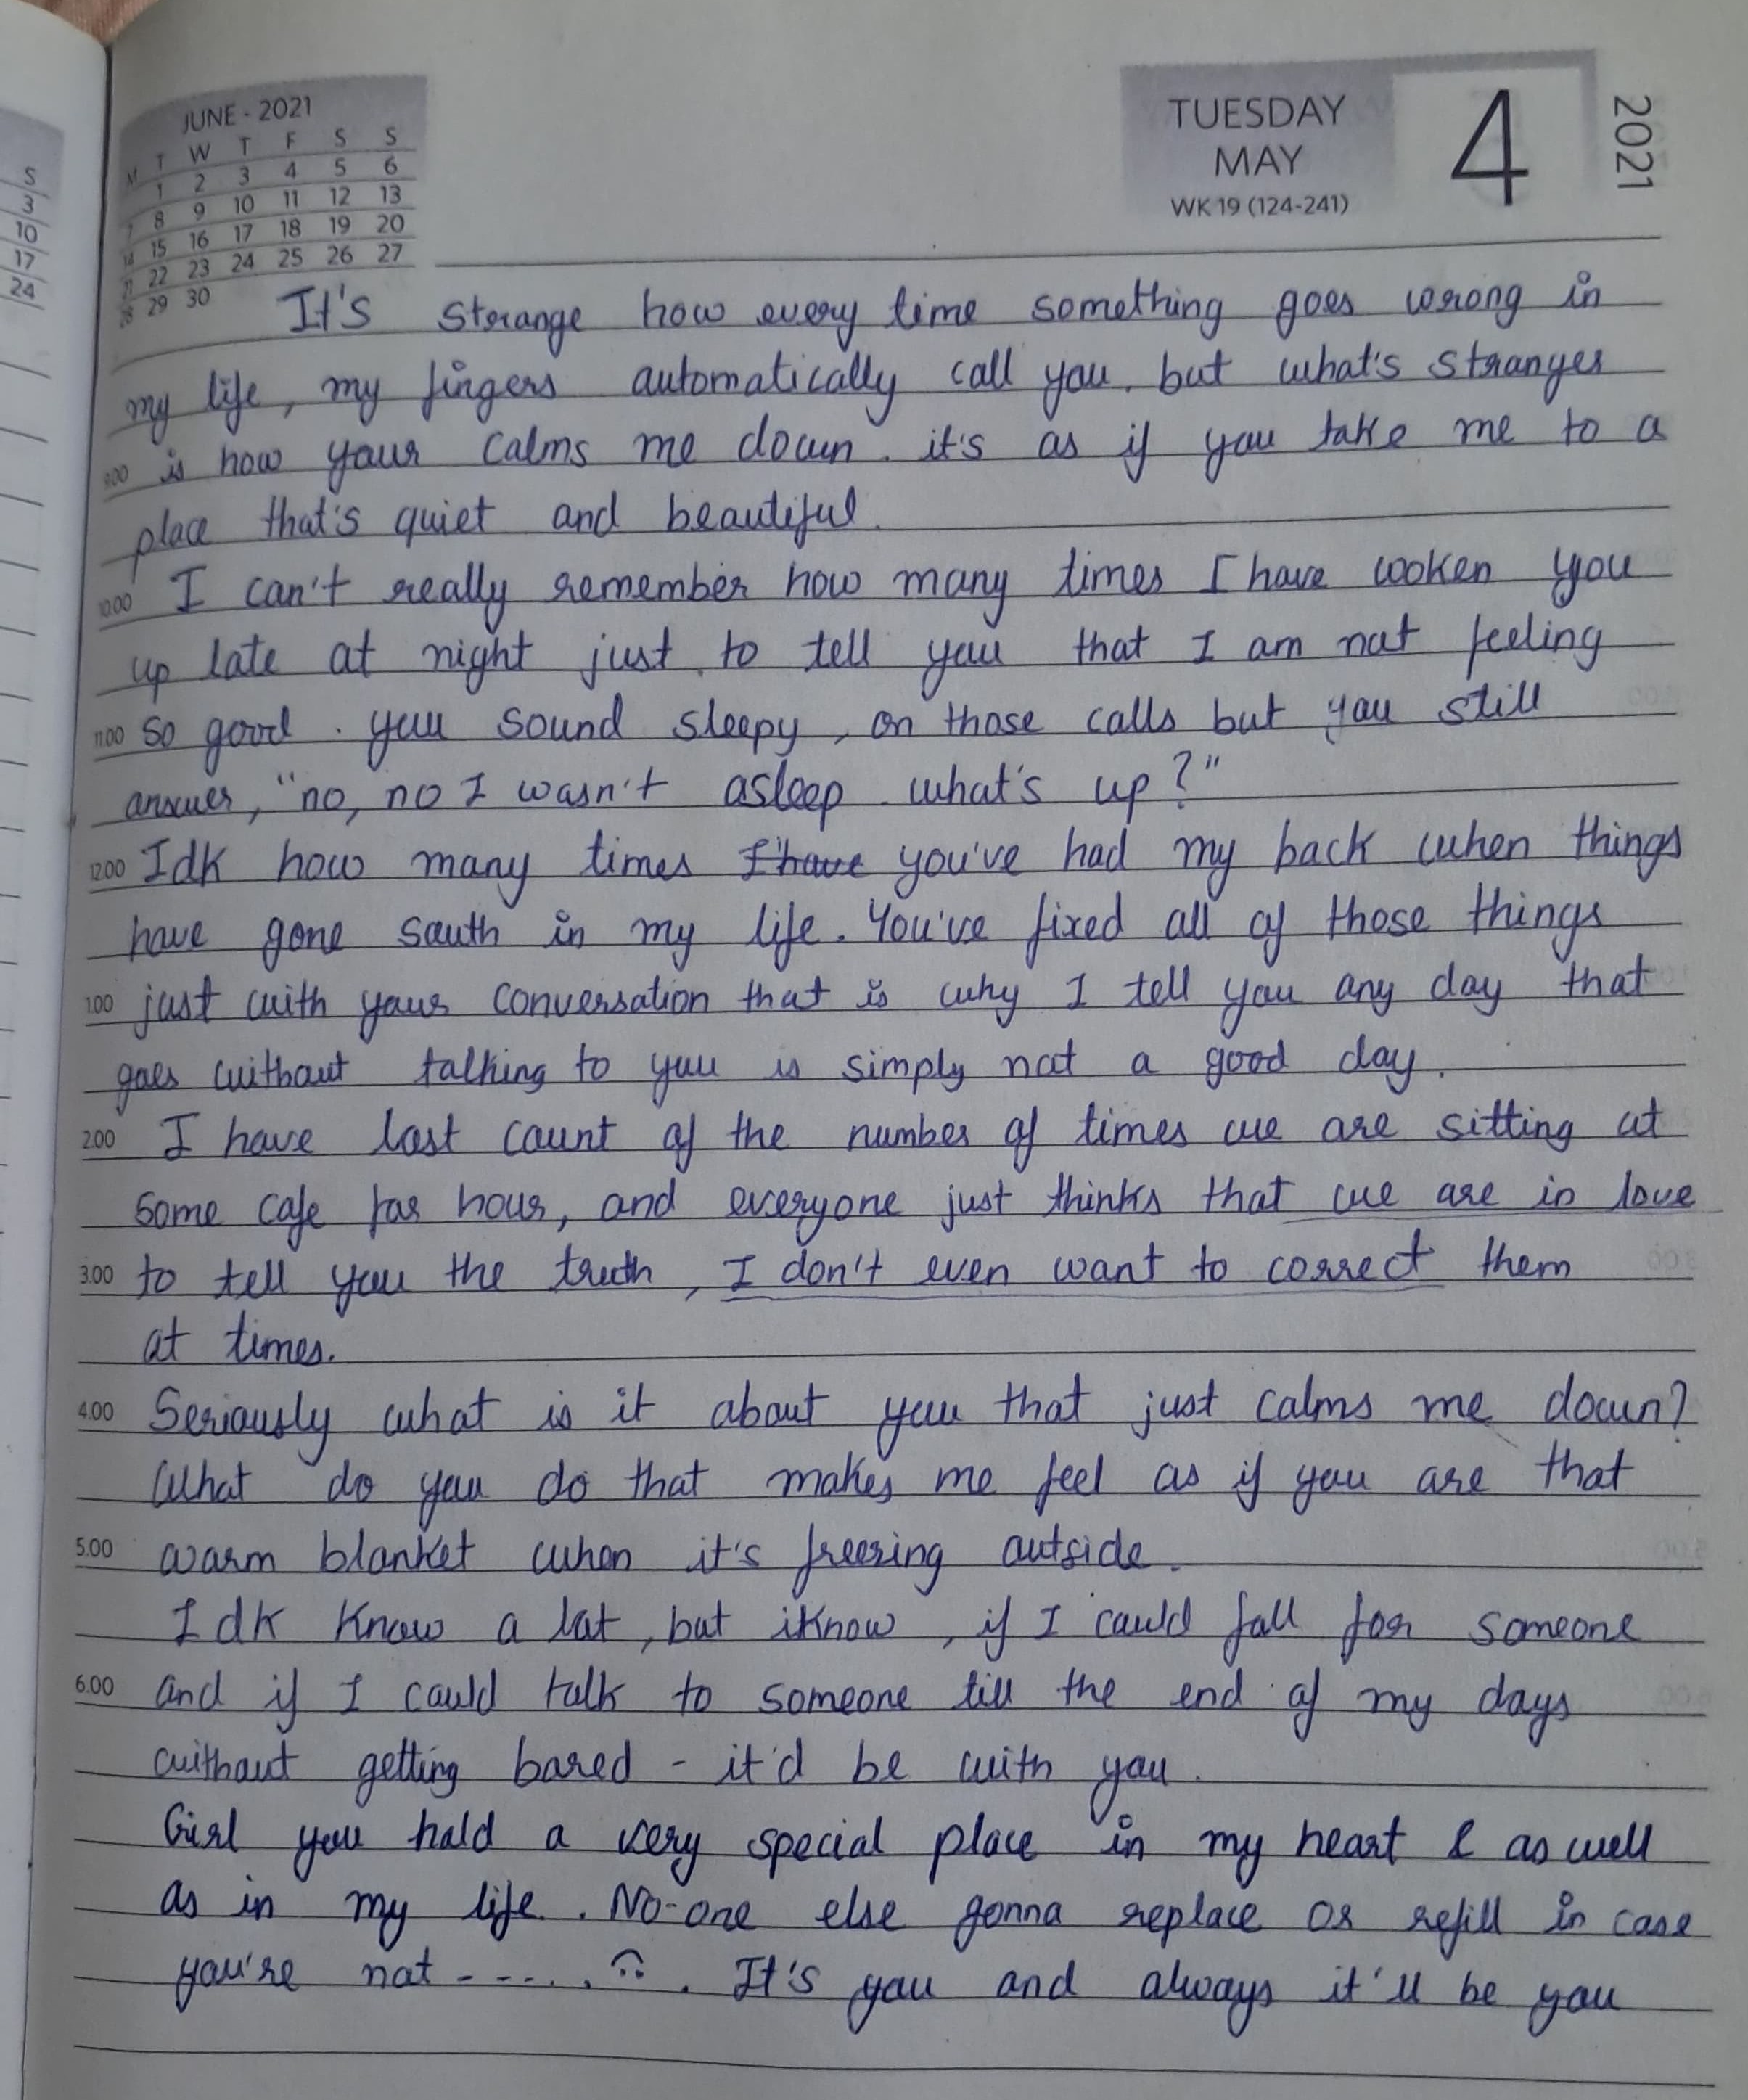 S
3
10
17
24
JUNE - 2021
M T W T F S S
1 2 3 4 5 6
7 8 9 10 11 12 13
14 15 16 17 18 19 20
21 22 23 24 25 26 27
28 29 30
TUESDAY
MAY
WK 19 (124-241)
4
2021
It's strange how every time something goes wrong in
my life, my fingers automatically call you. but what's stranger
9.00 is how your calms me down. it's as if you take me to a
place that's quiet and beautiful.
10.00 I can't really remember how many times I have woken you
up late at night just to tell you that I am not feeling
11.00 so good. you sound sleepy, on those calls but you still
answer, "no, no I wasn't asleep what's up?"
12.00 Idk how many times I have you've had my back when things
have gone south in my life. You've fixed all of those things
1.00 just with your conversation that is why I tell you any day that
goes without talking to you is simply not a good day.
2.00 I have lost count of the number of times we are sitting at
some cafe for hour, and everyone just thinks that we are in love
3.00 to tell you the truth, I don't even want to correct them
at times.
4.00 Seriously what is it about you that just calms me down?
What do you do that makes me feel as if you are that
5.00 warm blanket when it's freezing outside.
Idk know a lot, but iknow, if I could fall for someone
6.00 and if I could talk to someone till the end of my days
without getting bored - it'd be with you.
Girl you hold a very special place in my heart & as well
as in my life. No-one else gonna replace or refill in case
you're not - - - . . . . It's you and always it'll be you